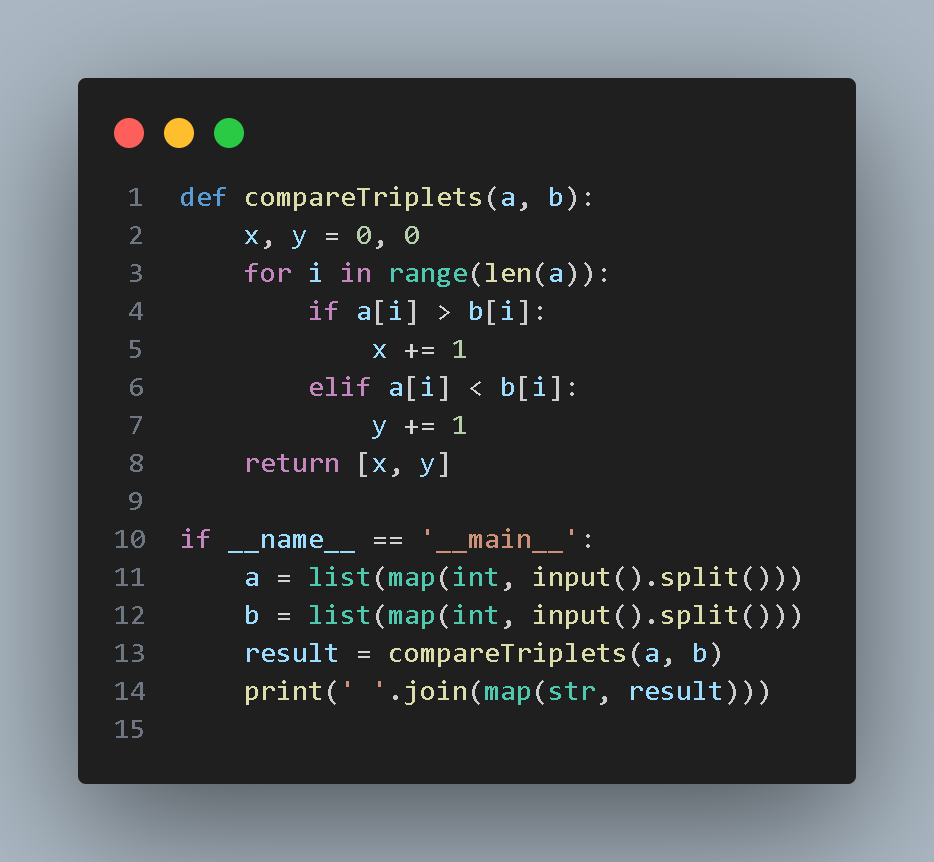 1 def compareTriplets(a, b):
2     x, y = 0, 0
3     for i in range(len(a)):
4         if a[i] > b[i]:
5             x += 1
6         elif a[i] < b[i]:
7             y += 1
8     return [x, y]
9
10 if __name__ == '__main__':
11     a = list(map(int, input().split()))
12     b = list(map(int, input().split()))
13     result = compareTriplets(a, b)
14     print(' '.join(map(str, result)))
15